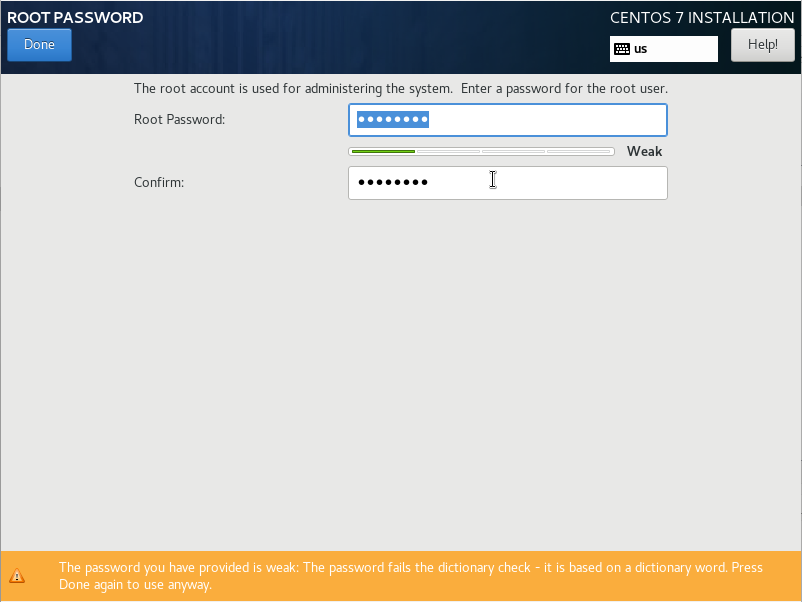 ROOT PASSWORD
CENTOS 7 INSTALLATION
Done
us
Help!
The root account is used for administering the system.  Enter a password for the root user.
Root Password:
●●●●●●●●
Weak
Confirm:
●●●●●●●●
The password you have provided is weak: The password fails the dictionary check - it is based on a dictionary word. Press
Done again to use anyway.